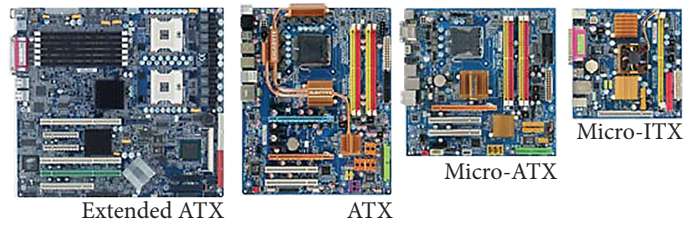 Extended ATX
ATX
Micro-ATX
Micro-ITX